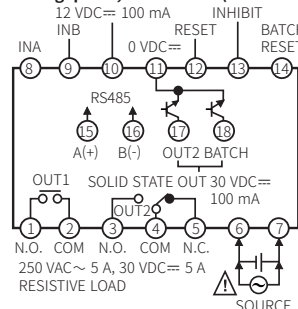 12 VDC⎓ 100 mA
INHIBIT
INB
RESET
BATCH
INA
0 VDC⎓
RESET
8 9 10 11 12 13 14
RS485
15 16 17 18
A(+) B(-) OUT2 BATCH
OUT1
SOLID STATE OUT 30 VDC⎓
100 mA
OUT2
1 2 3 4 5 6 7
N.O. COM N.O. COM N.C.
250 VAC～ 5 A, 30 VDC⎓ 5 A
RESISTIVE LOAD
SOURCE